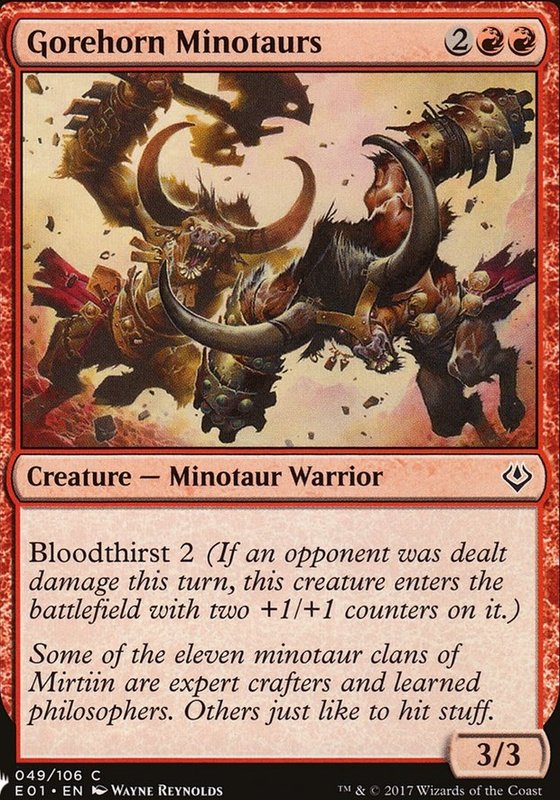 Gorehorn Minotaurs 2
Creature — Minotaur Warrior
Bloodthirst 2 (If an opponent was dealt
damage this turn, this creature enters the
battlefield with two +1/+1 counters on it.)
Some of the eleven minotaur clans of
Mirtiin are expert crafters and learned
philosophers. Others just like to hit stuff.
3/3
049/106 C
E01 • EN Wayne Reynolds
™ & © 2017 Wizards of the Coast